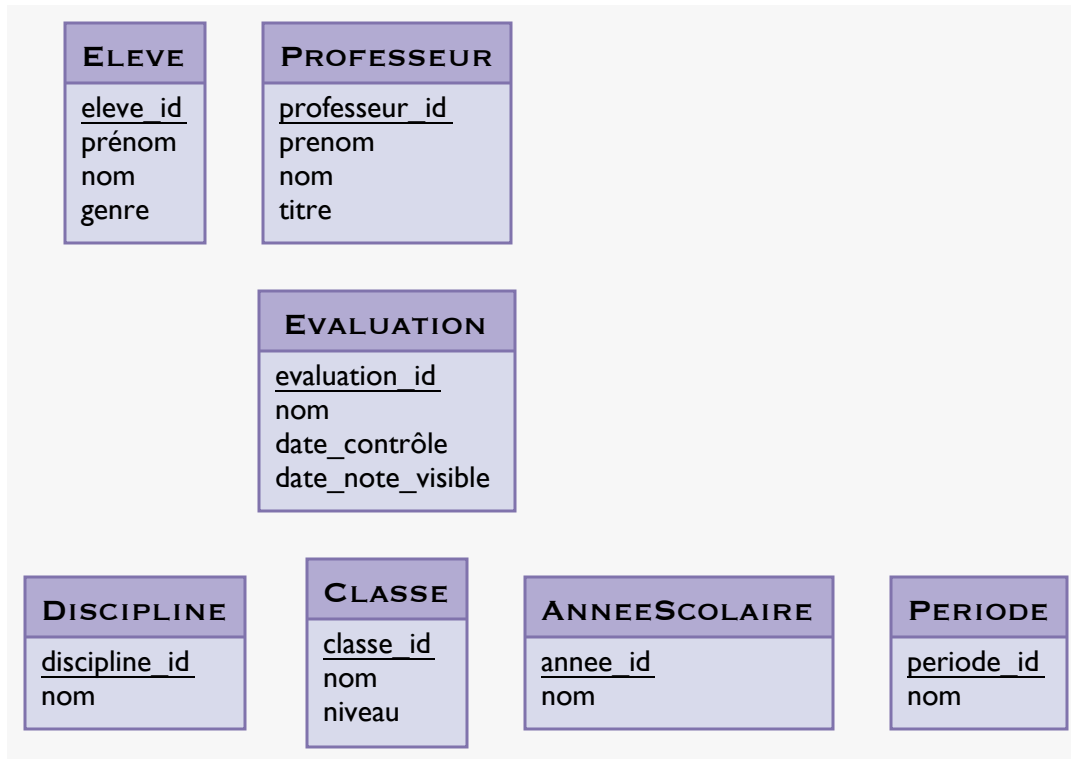 ELEVE
eleve_id
prénom
nom
genre
PROFESSEUR
professeur_id
prenom
nom
titre
EVALUATION
evaluation_id
nom
date_contrôle
date_note_visible
DISCIPLINE
discipline_id
nom
CLASSE
classe_id
nom
niveau
ANNEESCOLAIRE
annee_id
nom
PERIODE
periode_id
nom